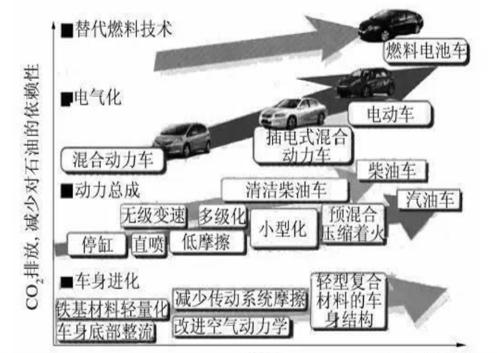 CO₂排放,减少对石油的依赖性
■替代燃料技术
燃料电池车
■电气化
电动车
插电式混合
动力车
混合动力车
柴油车
■动力总成
清洁柴油车
汽油车
无级变速
多级化
小型化
预混合
压缩着火
停缸
直喷
低摩擦
■车身进化
轻型复合
材料的车
身结构
减少传动系统摩擦
铁基材料轻量化
车身底部整流
改进空气动力学